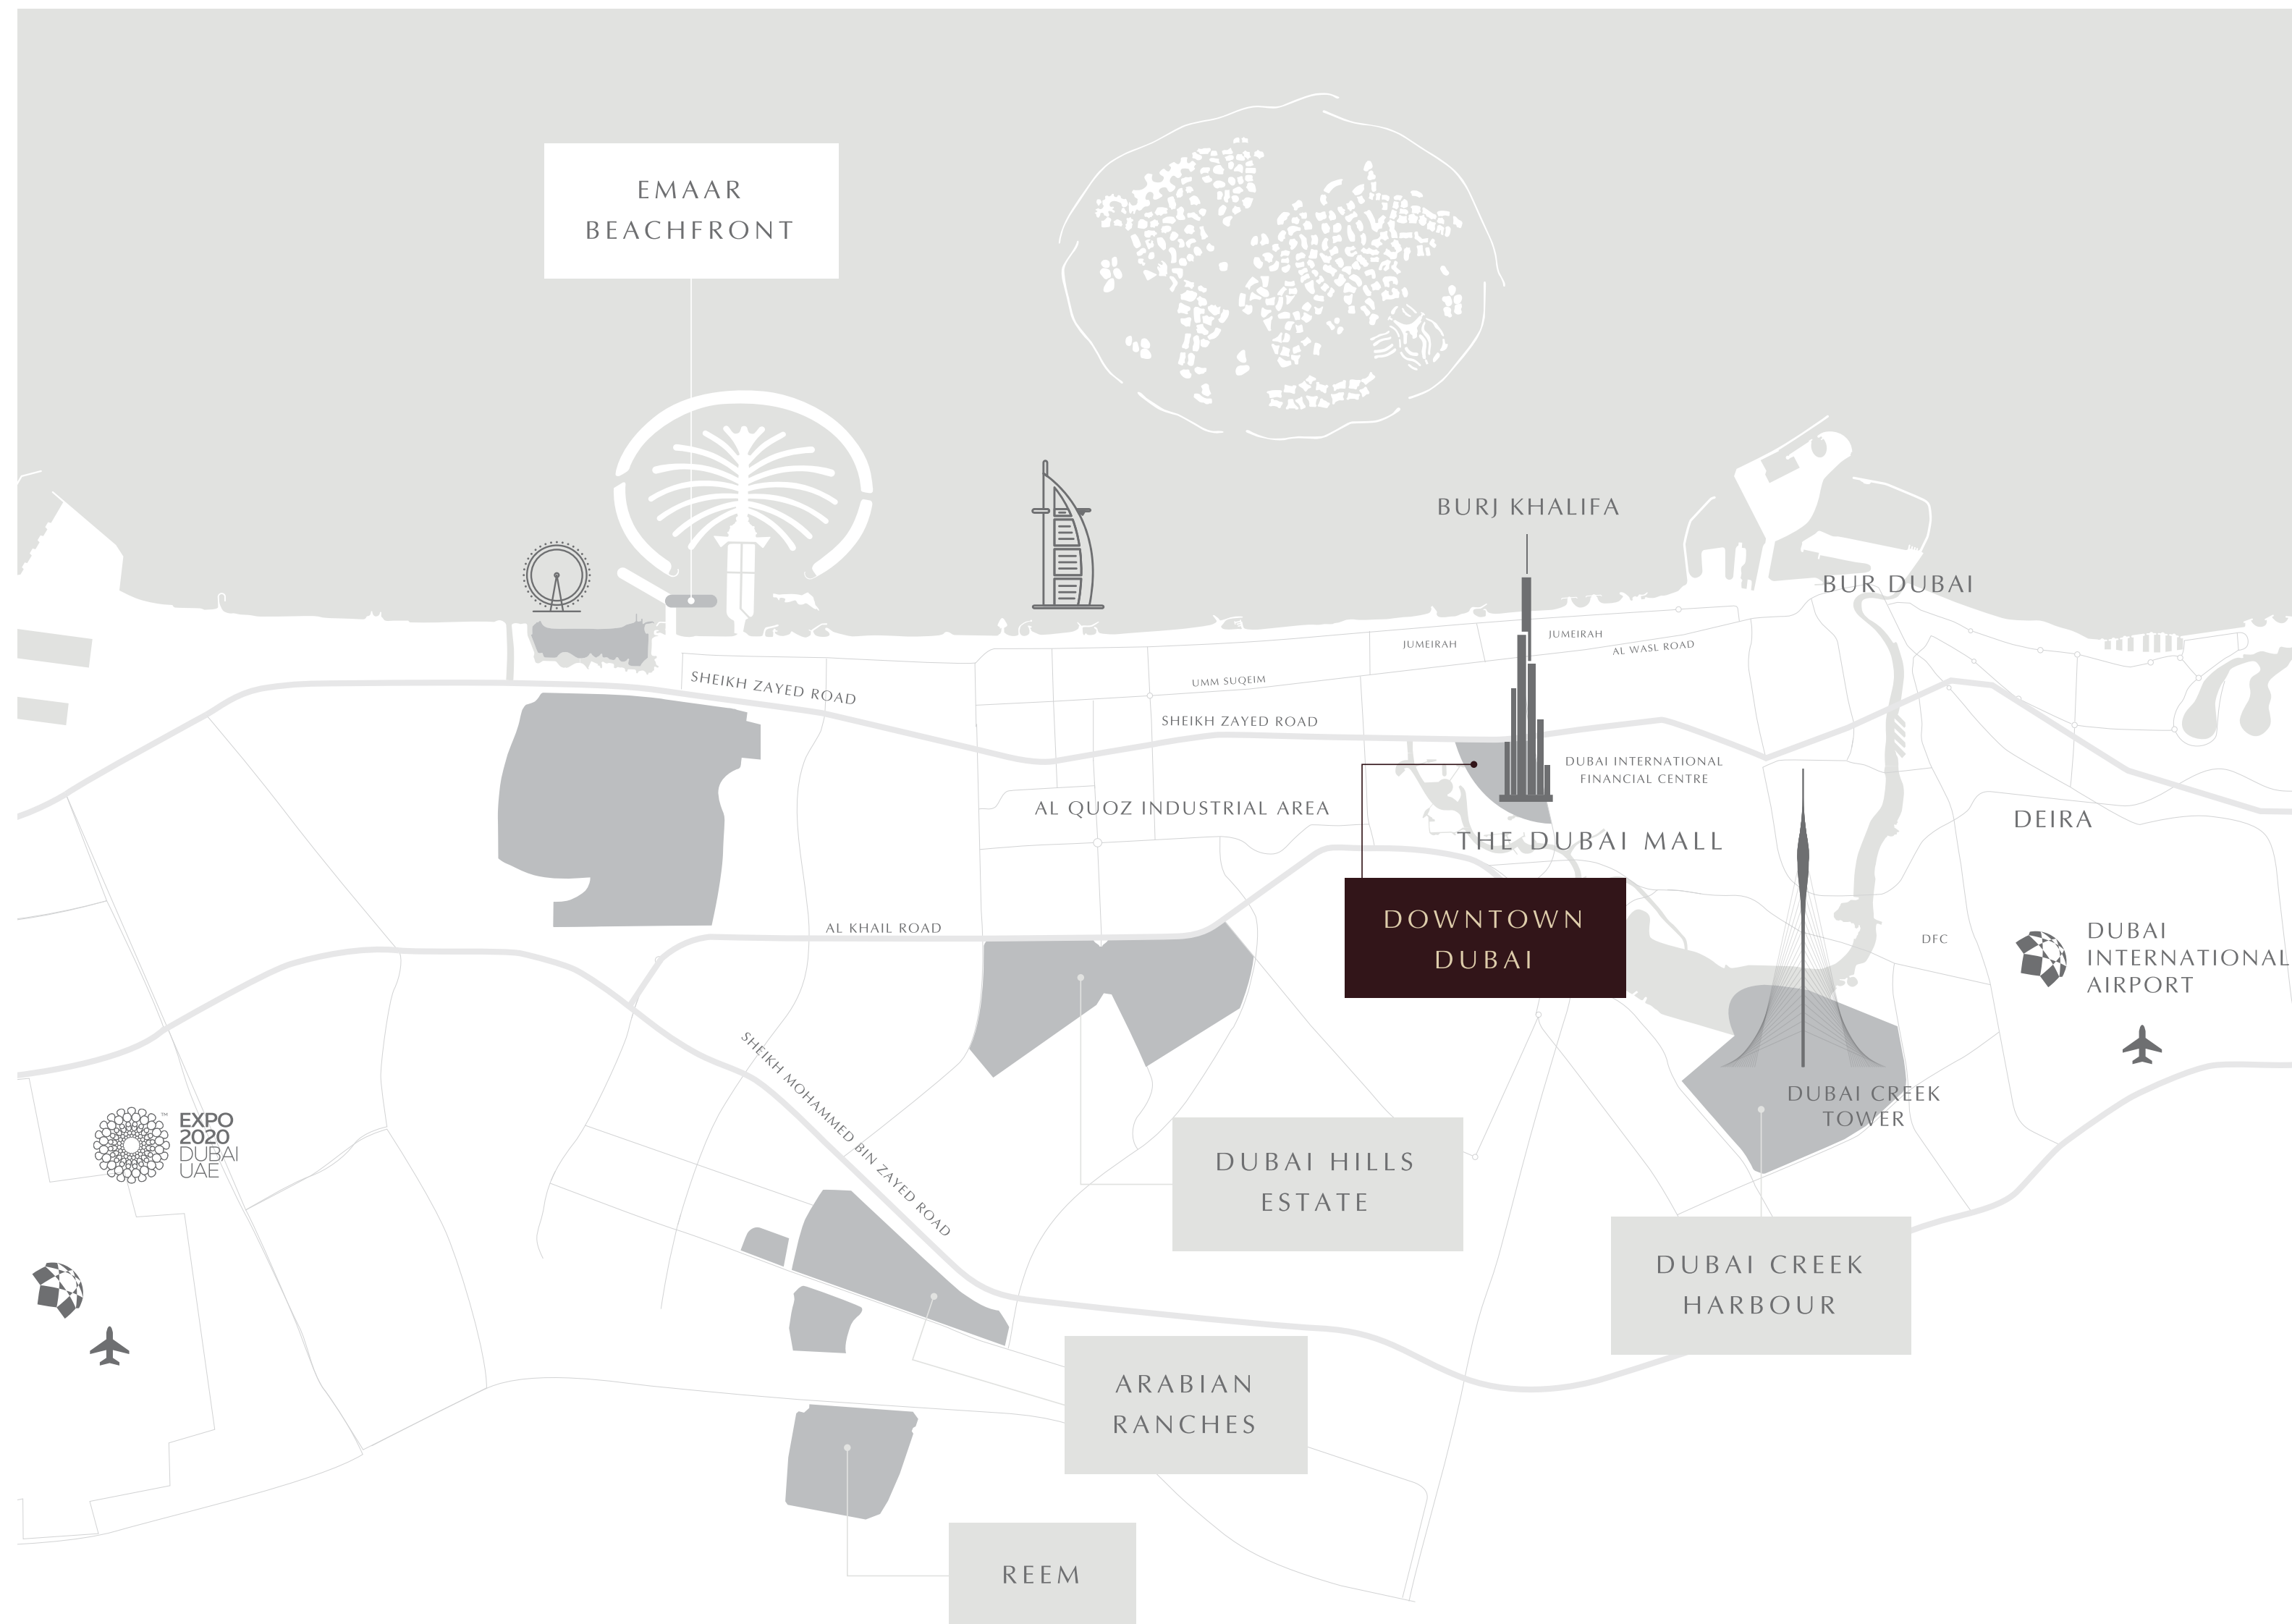 EMAAR
BEACHFRONT
BURJ KHALIFA
BUR DUBAI
JUMEIRAH
JUMEIRAH
AL WASL ROAD
UMM SUQEIM
SHEIKH ZAYED ROAD
SHEIKH ZAYED ROAD
DUBAI INTERNATIONAL
FINANCIAL CENTRE
AL QUOZ INDUSTRIAL AREA
DEIRA
THE DUBAI MALL
DOWNTOWN
DUBAI
AL KHAIL ROAD
DFC
DUBAI
INTERNATIONAL
AIRPORT
SHEIKH MOHAMMED BIN ZAYED ROAD
DUBAI CREEK
TOWER
™
EXPO
2020
DUBAI
UAE
DUBAI HILLS
ESTATE
DUBAI CREEK
HARBOUR
ARABIAN
RANCHES
REEM